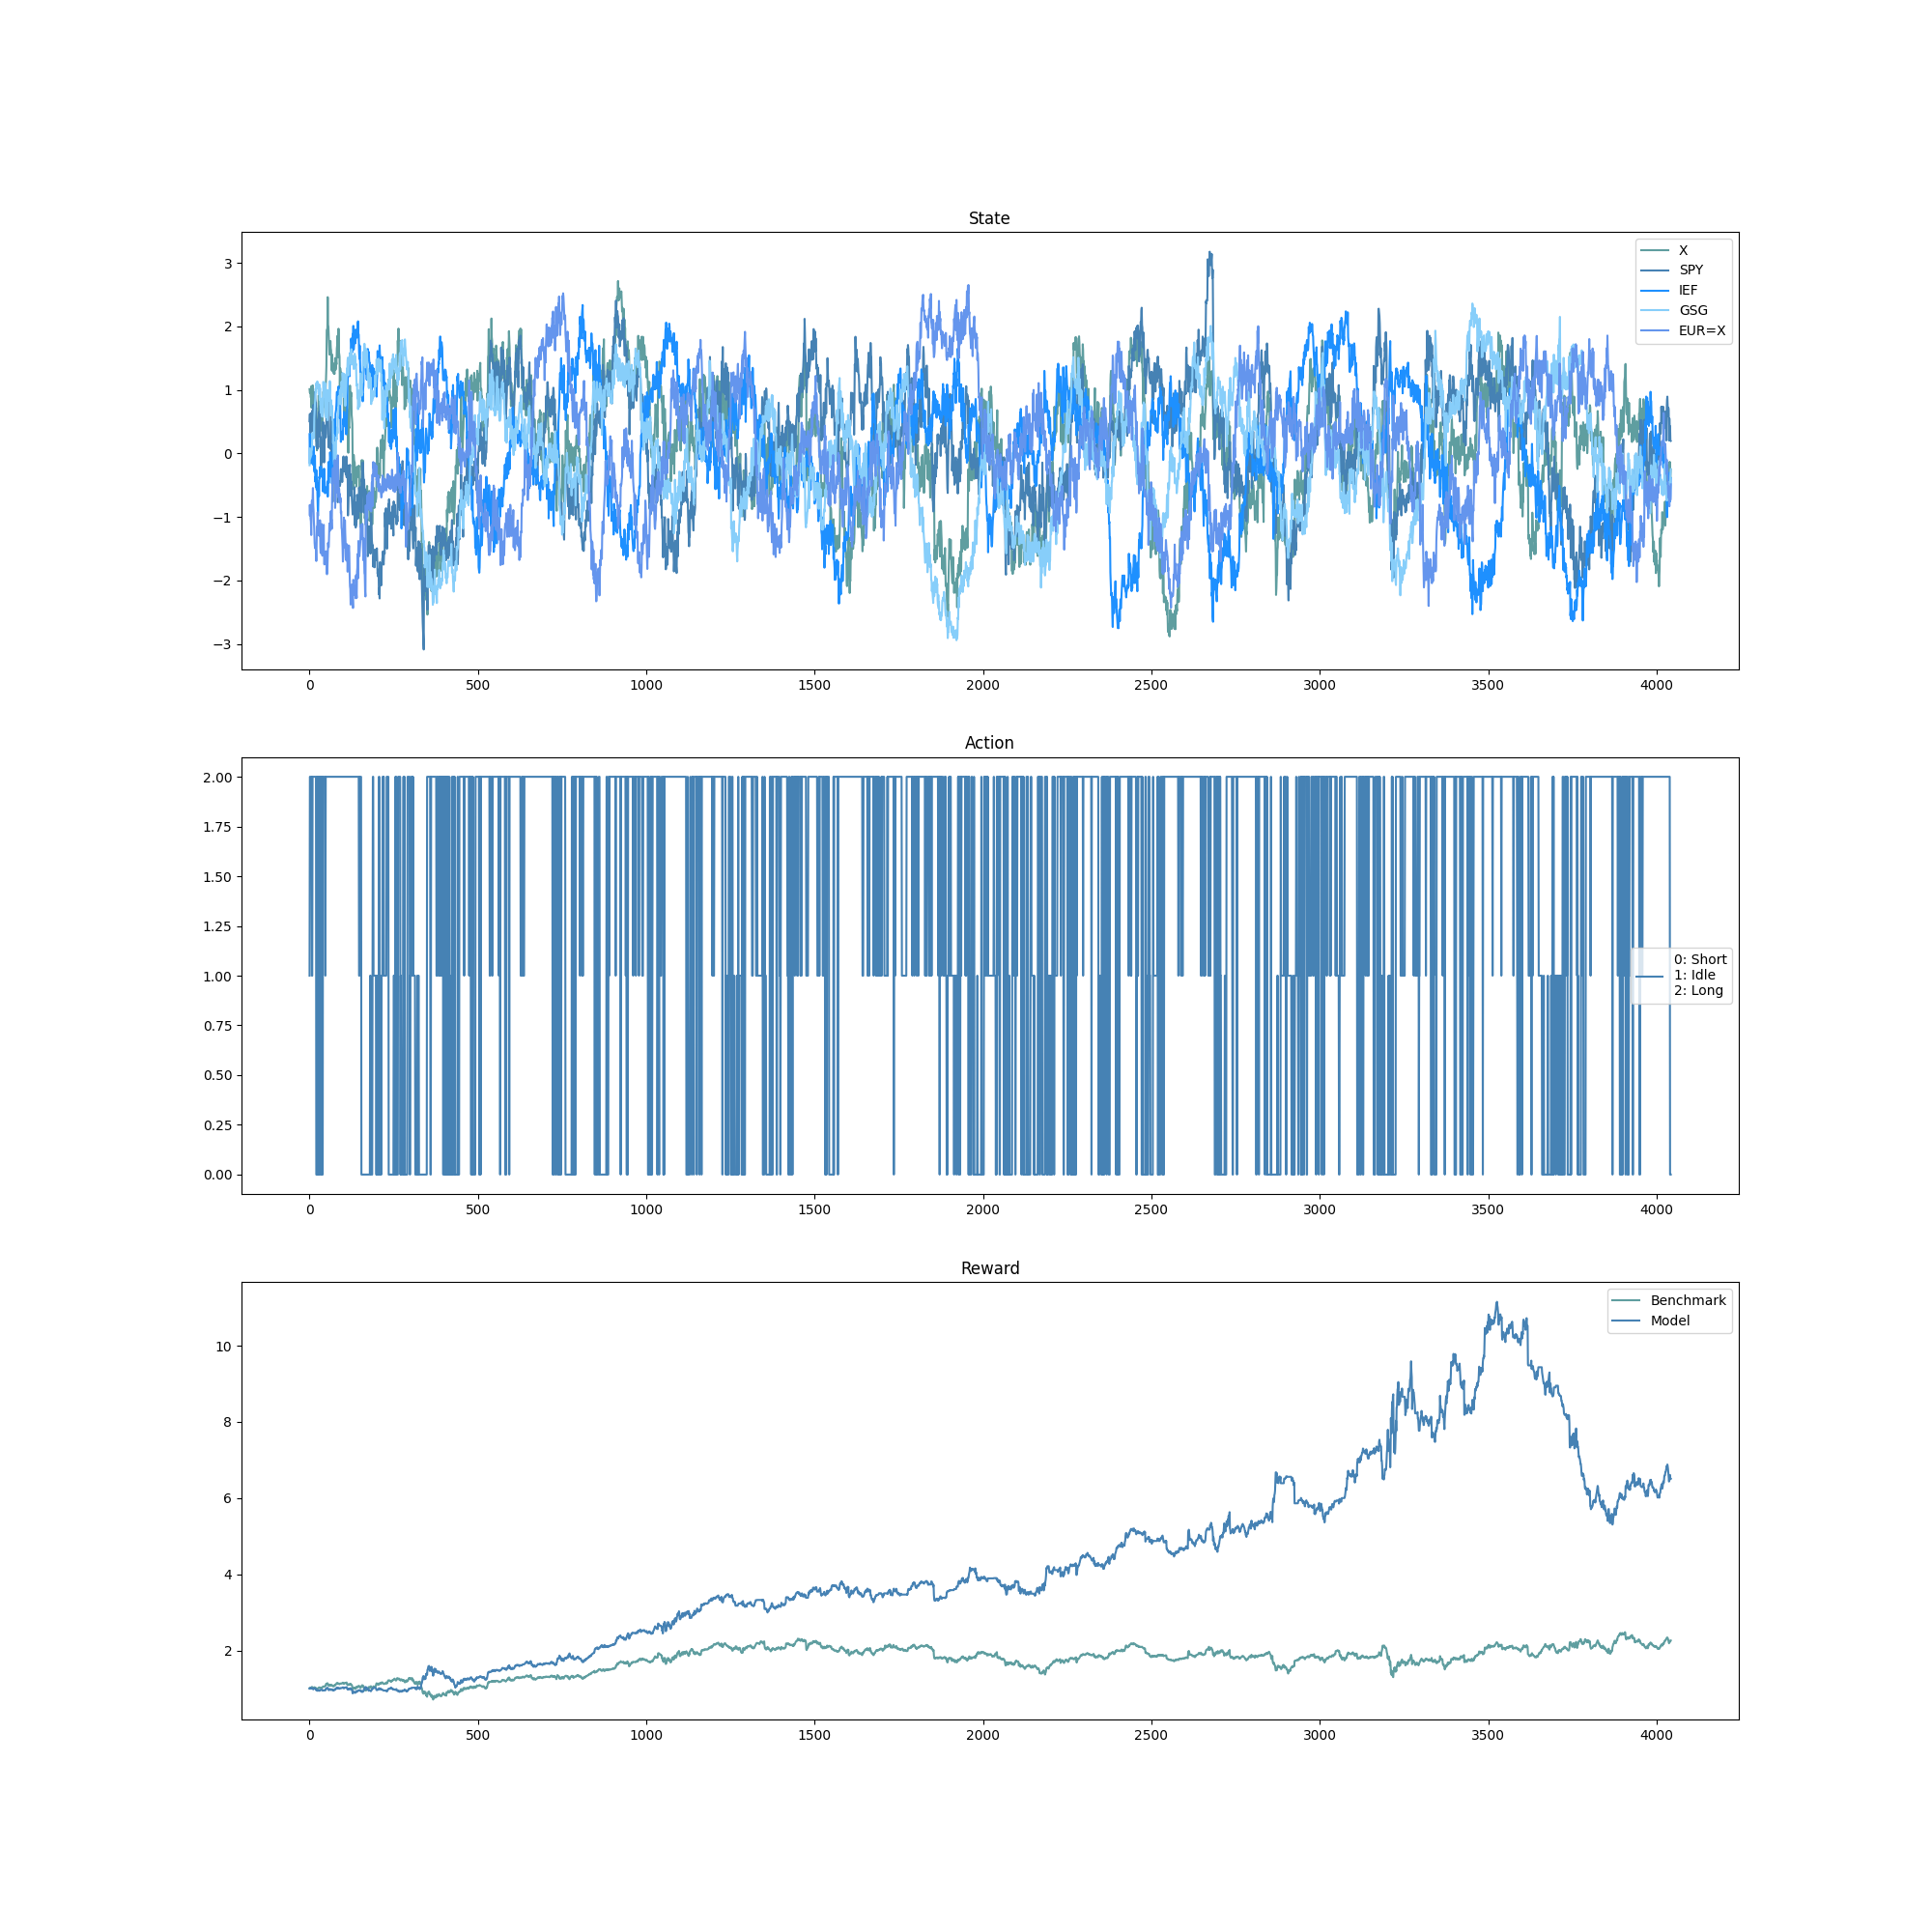 State
3
2
1
0
−1
−2
−3
X
SPY
IEF
GSG
EUR=X
0 500 1000 1500 2000 2500 3000 3500 4000
Action
2.00
1.75
1.50
1.25
1.00
0.75
0.50
0.25
0.00
0: Short
1: Idle
2: Long
0 500 1000 1500 2000 2500 3000 3500 4000
Reward
10
8
6
4
2
Benchmark
Model
0 500 1000 1500 2000 2500 3000 3500 4000